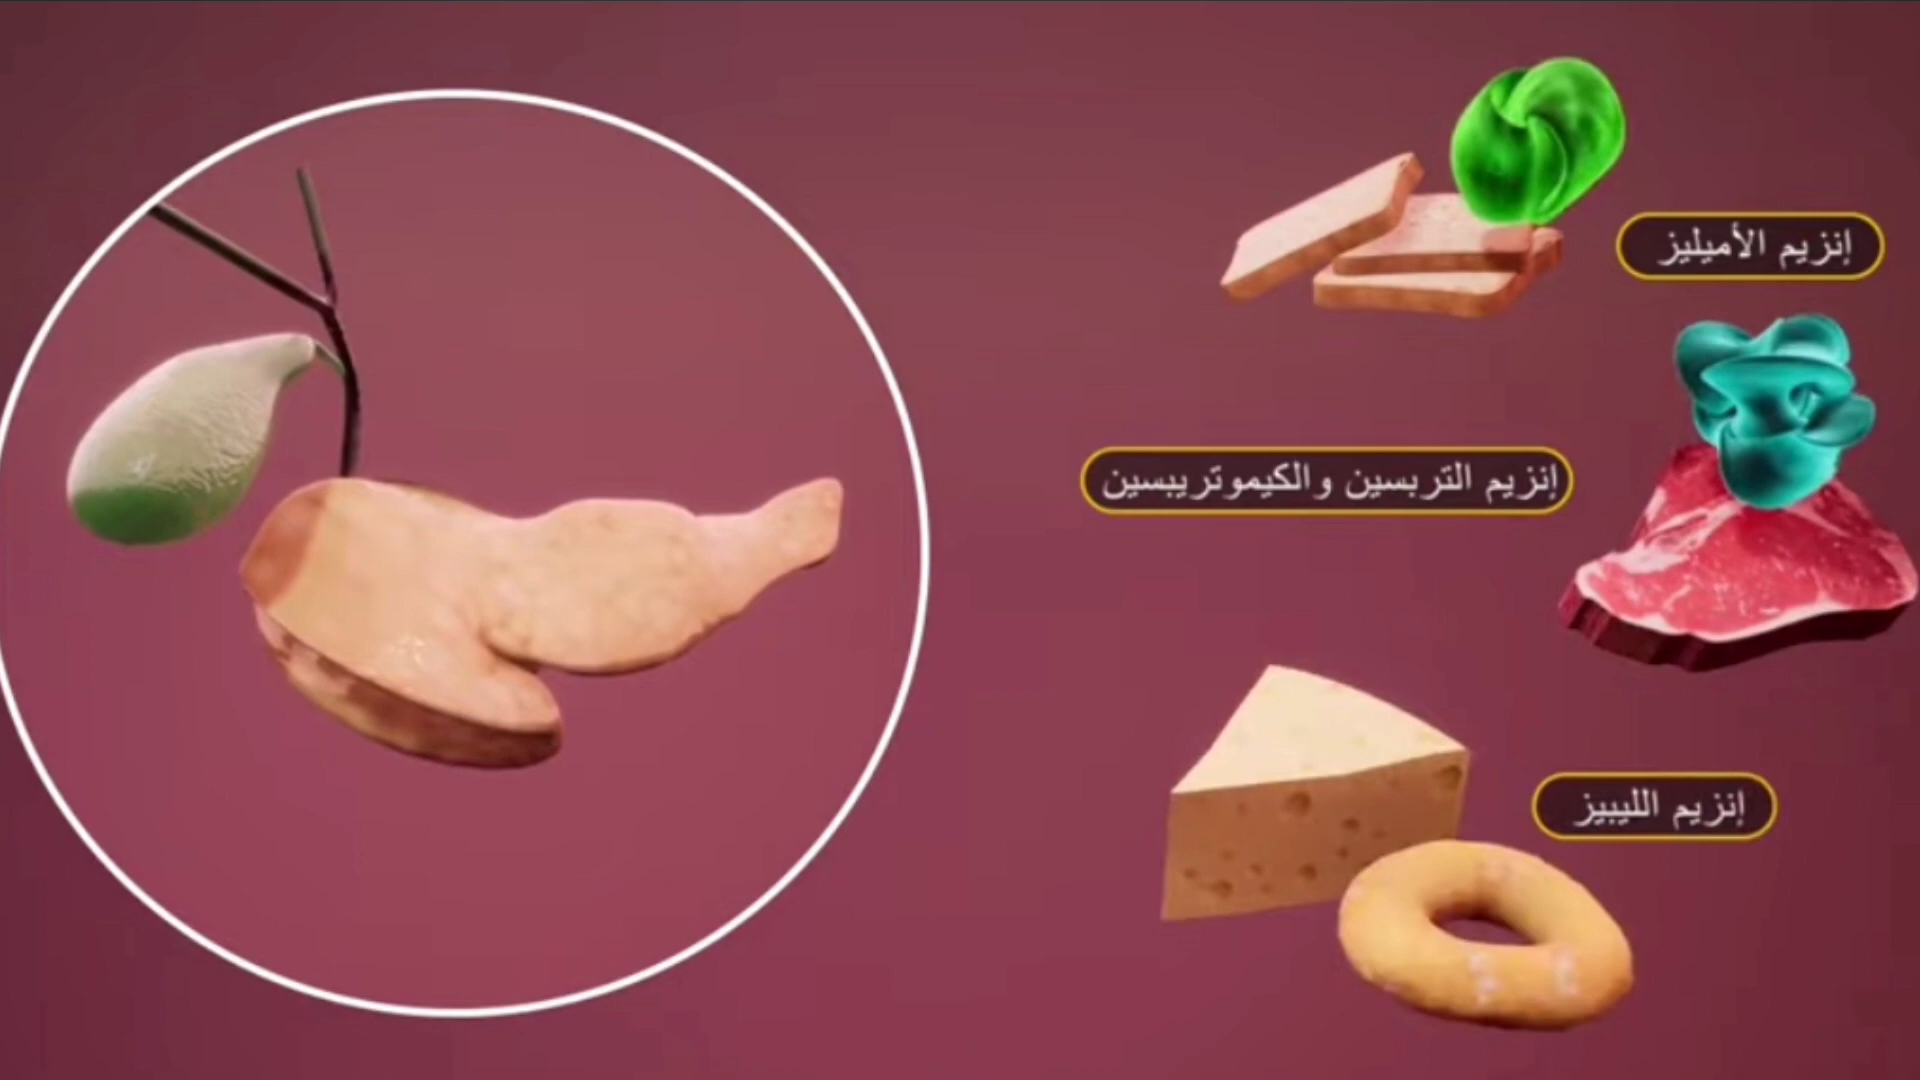 إنزيم الأميليز
إنزيم التربسين والكيموتريبسين
إنزيم الليبيز